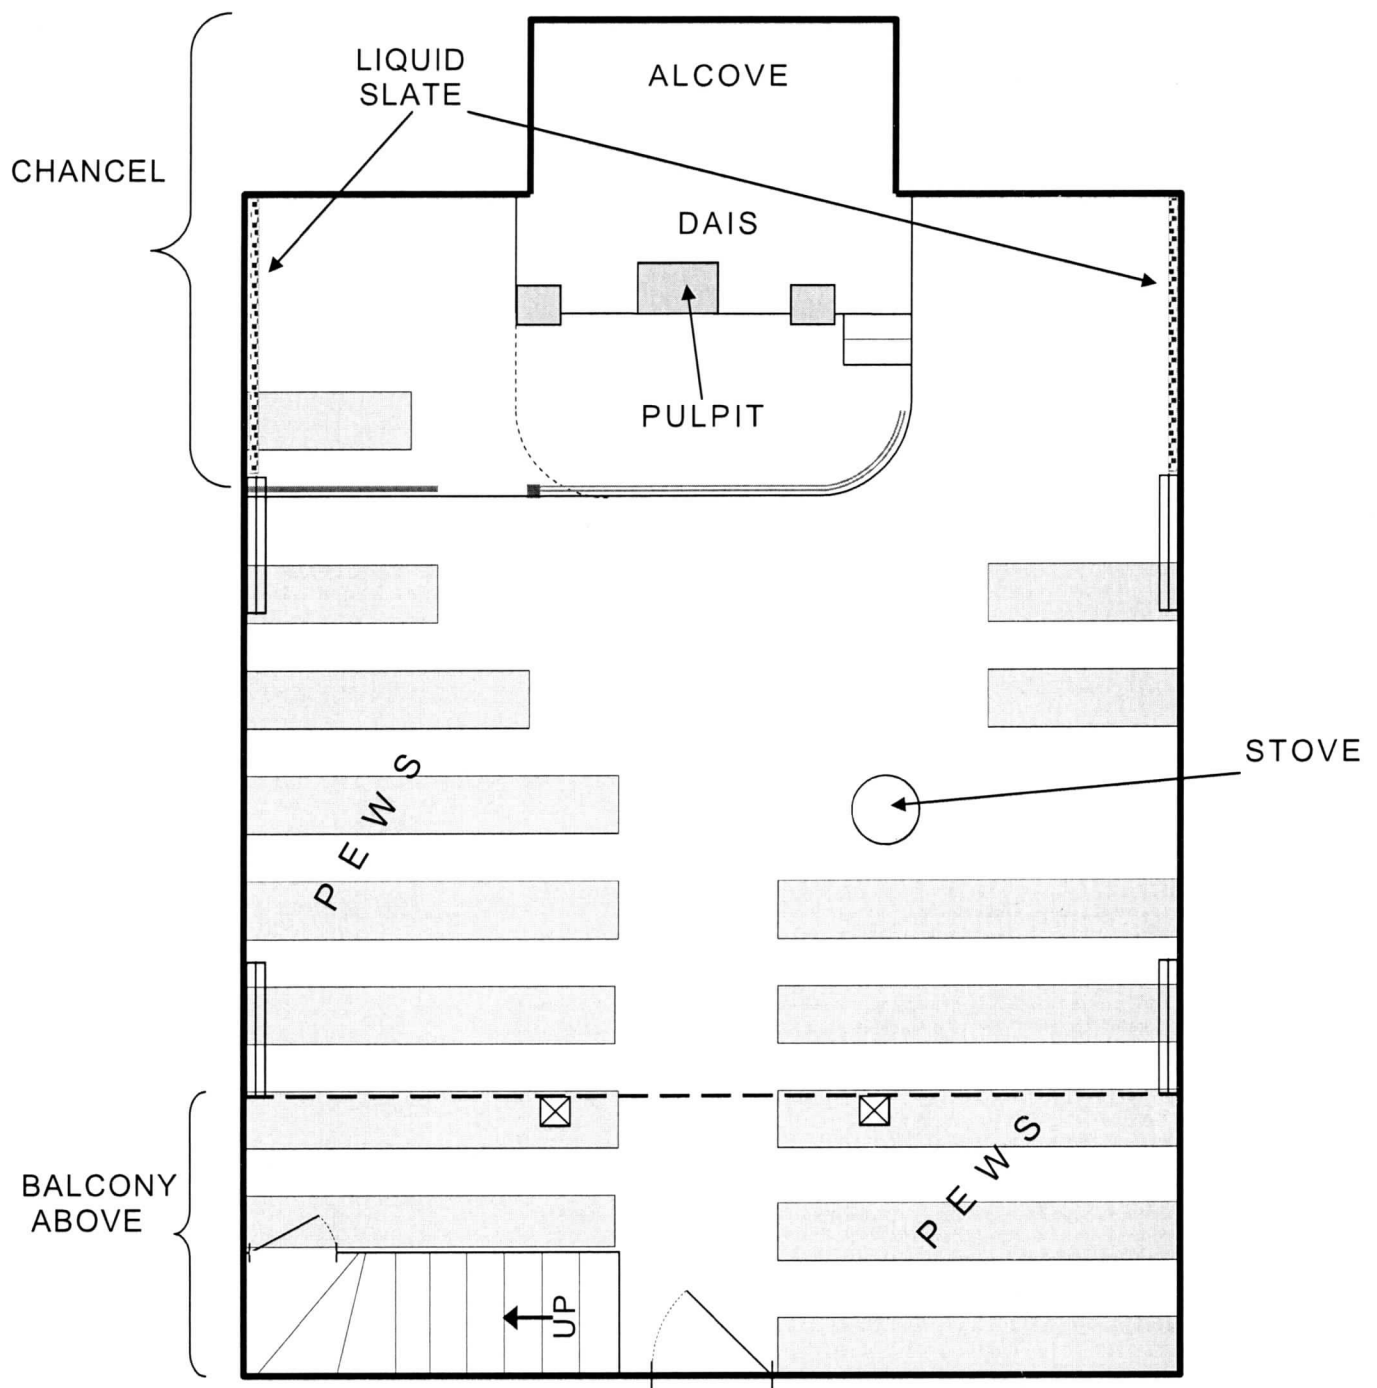 LIQUID
SLATE
ALCOVE
CHANCEL
DAIS
PULPIT
STOVE
PEWS
PEWS
BALCONY
ABOVE
UP